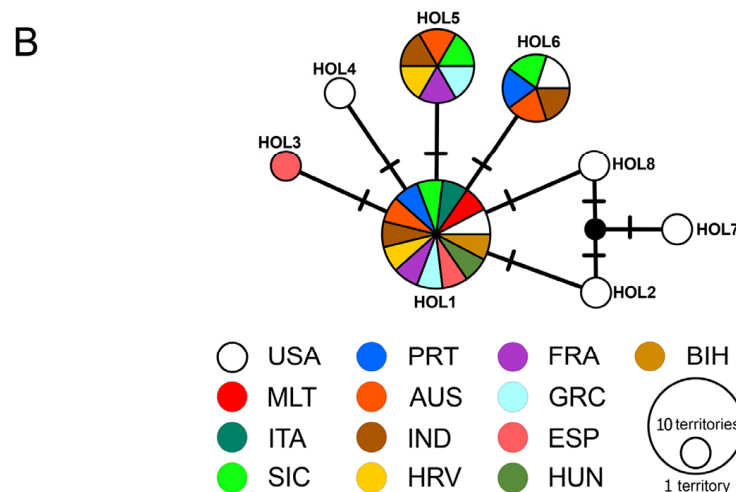 B
HOL5
HOL6
HOL4
HOL3
HOL8
HOL7
HOL2
HOL1
USA PRT FRA BIH
MLT AUS GRC
ITA IND ESP
SIC HRV HUN
10 territories
1 territory